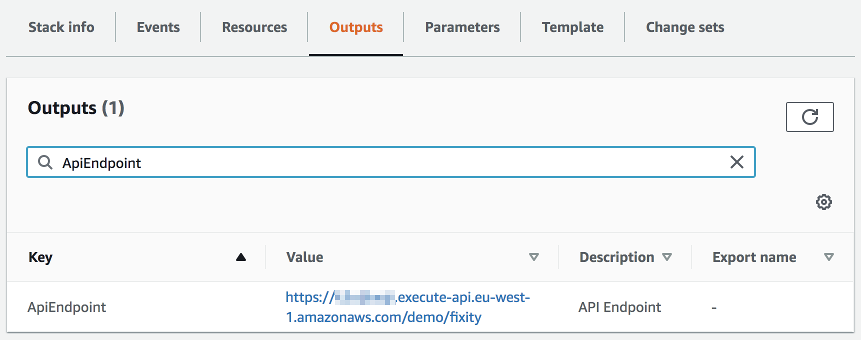 Stack info Events Resources Outputs Parameters Template Change sets
Outputs (1)
ApiEndpoint
Key Value Description Export name
ApiEndpoint https:// .execute-api.eu-west- API Endpoint -
1.amazonaws.com/demo/fixity